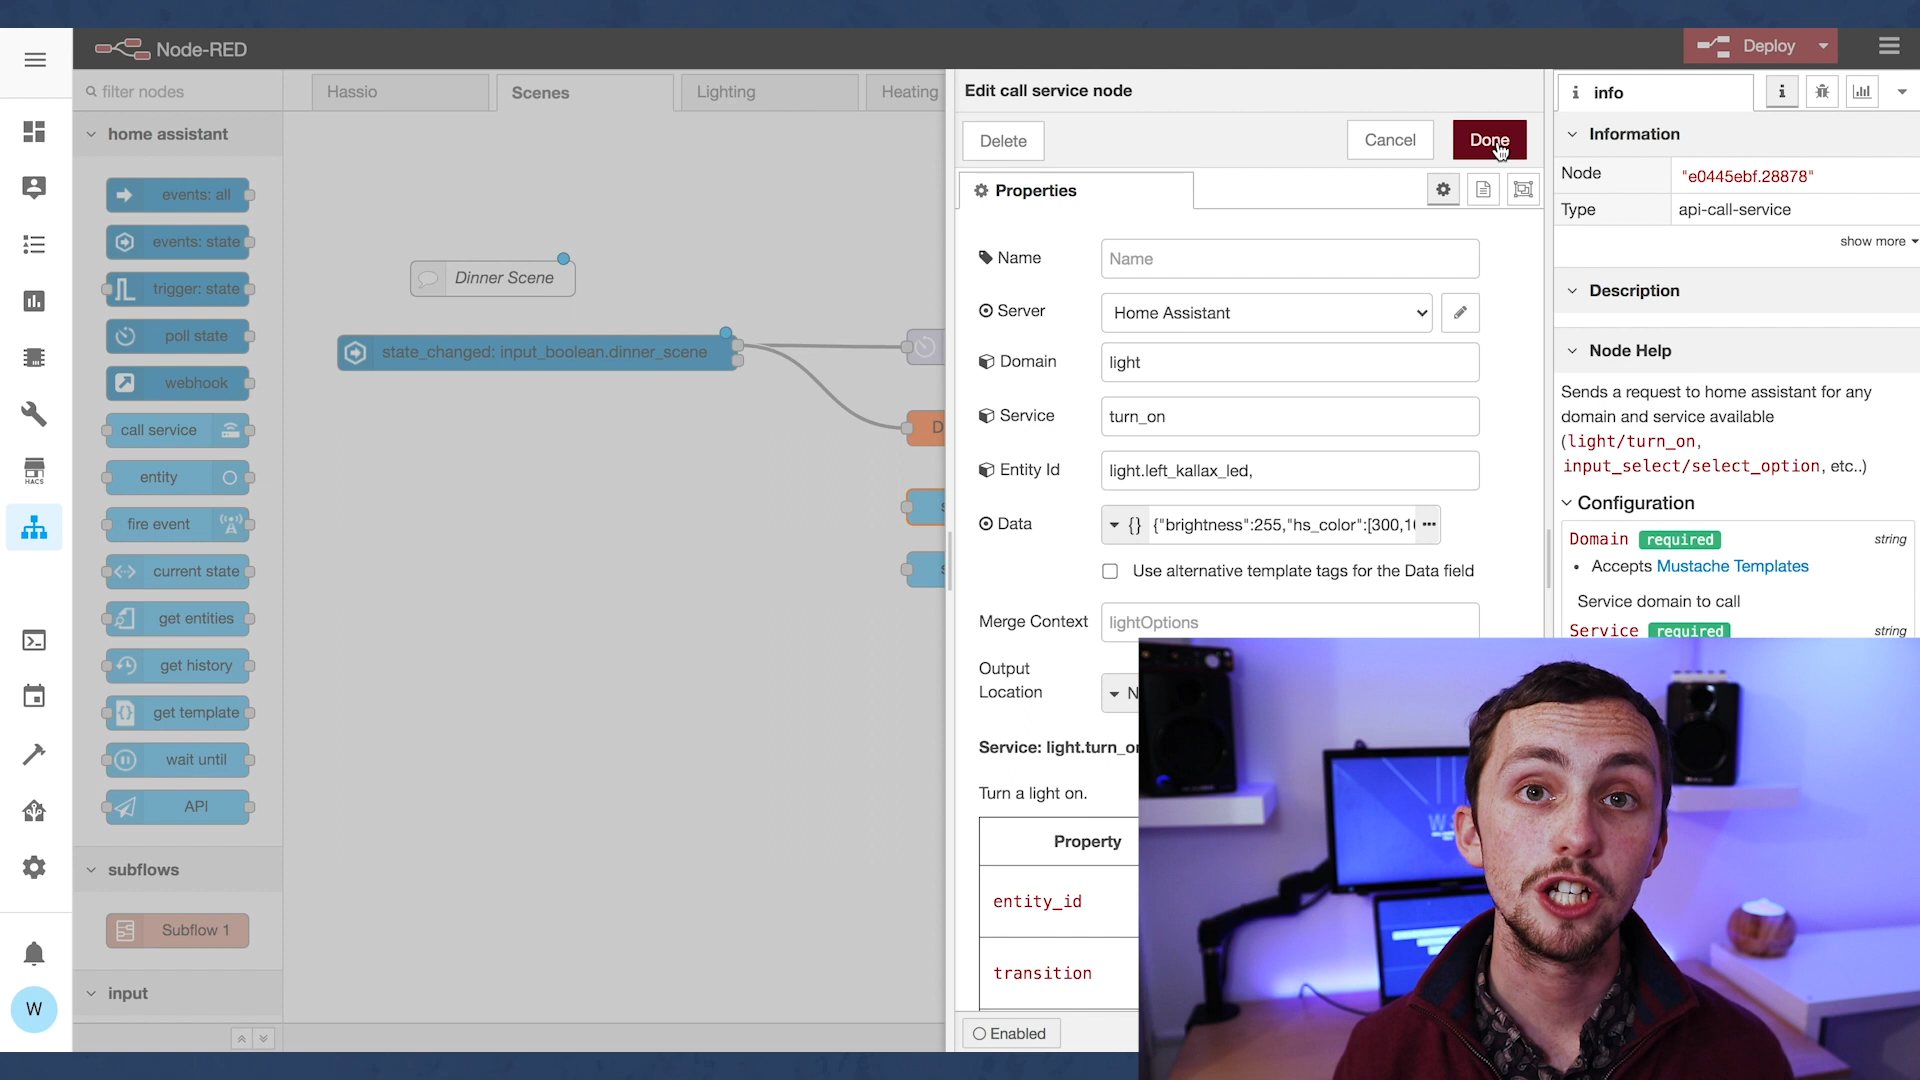 Node-RED
Deploy
filter nodes
Hassio
Scenes
Lighting
Heating
Edit call service node
info
home assistant
Delete
Cancel
Done
Information
Node
"e0445ebf.28878"
Type
api-call-service
show more
Properties
events: all
events: state
trigger: state
poll state
webhook
call service
entity
fire event
current state
get entities
get history
get template
wait until
API
HACS
subflows
Subflow 1
input
W
Dinner Scene
state_changed: input_boolean.dinner_scene
D
s
s
Name
Name
Server
Home Assistant
Domain
light
Service
turn_on
Entity Id
light.left_kallax_led,
Data
{} {"brightness":255,"hs_color":[300,1
Use alternative template tags for the Data field
Merge Context
lightOptions
Output
Location
N
Service: light.turn_o
Turn a light on.
Property
entity_id
transition
Enabled
Description
Node Help
Sends a request to home assistant for any
domain and service available
(light/turn_on,
input_select/select_option, etc..)
Configuration
Domain required
string
Accepts Mustache Templates
Service domain to call
Service required
string